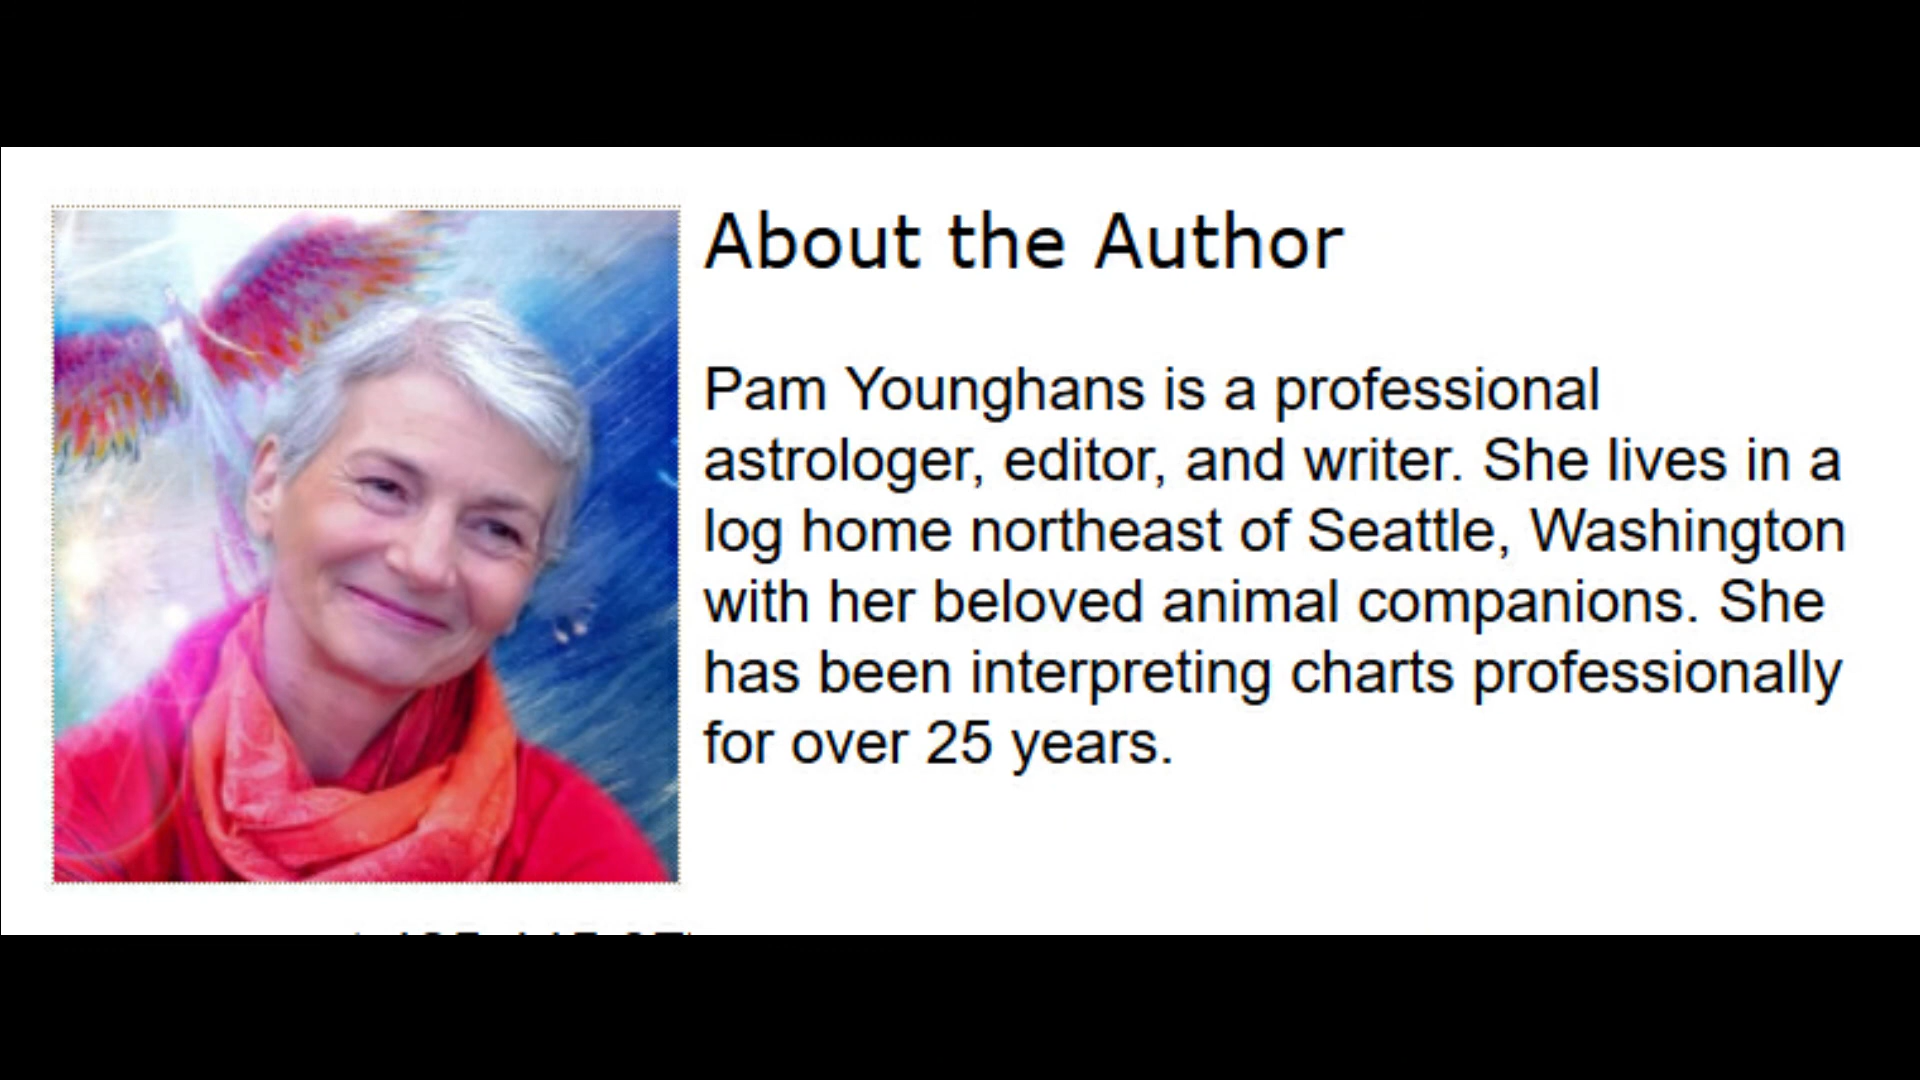 About the Author
Pam Younghans is a professional
astrologer, editor, and writer. She lives in a
log home northeast of Seattle, Washington
with her beloved animal companions. She
has been interpreting charts professionally
for over 25 years.